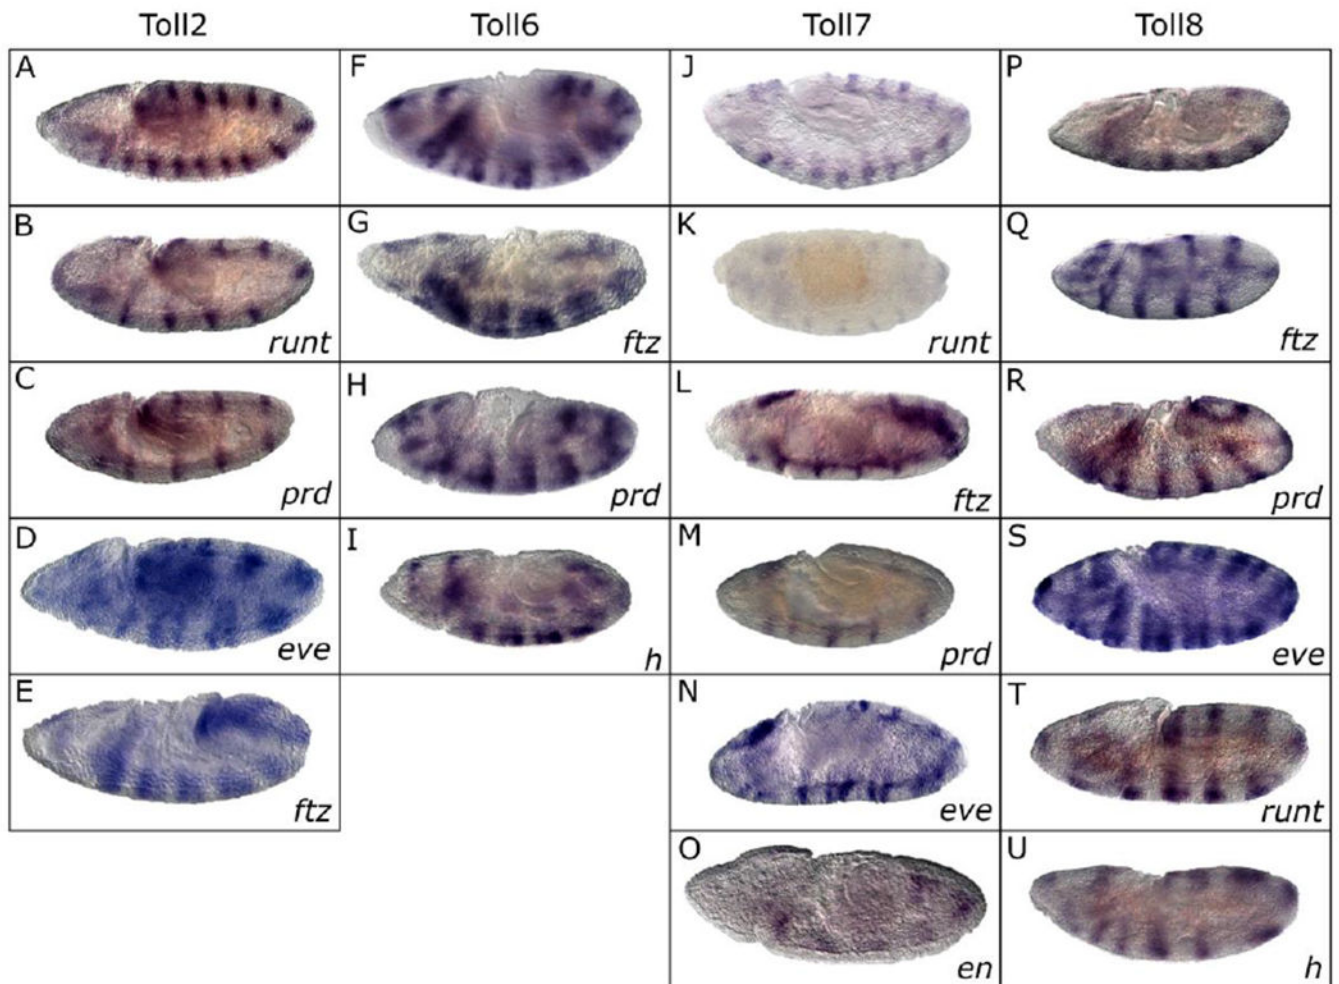 Toll2 Toll6 Toll7 Toll8
A F J P
B runt G ftz K runt Q ftz
C prd H prd L ftz R prd
D eve I h M prd S eve
E ftz N eve T runt
O en U h